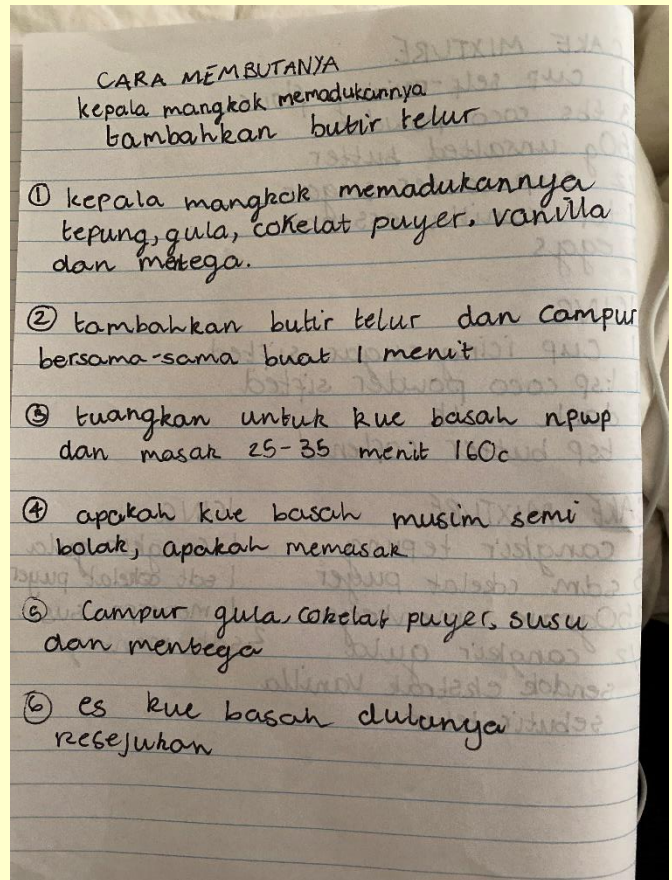 CARA MEMBUTANYA
kepala mangkok memadukannya
tambahkan butir telur
① kepala mangkok memadukannya
tepung, gula, cokelat puyer, vanilla
dan metega.
② tambahkan butir telur dan campur
bersama-sama buat 1 menit
③ tuangkan untuk kue basah npwp
dan masak 25-35 menit 160c
④ apakah kue basah musim semi
bolak, apakah memasak
⑤ Campur gula, cokelat puyer, susu
dan mentega
⑥ es kue basah dulunya
resejukan